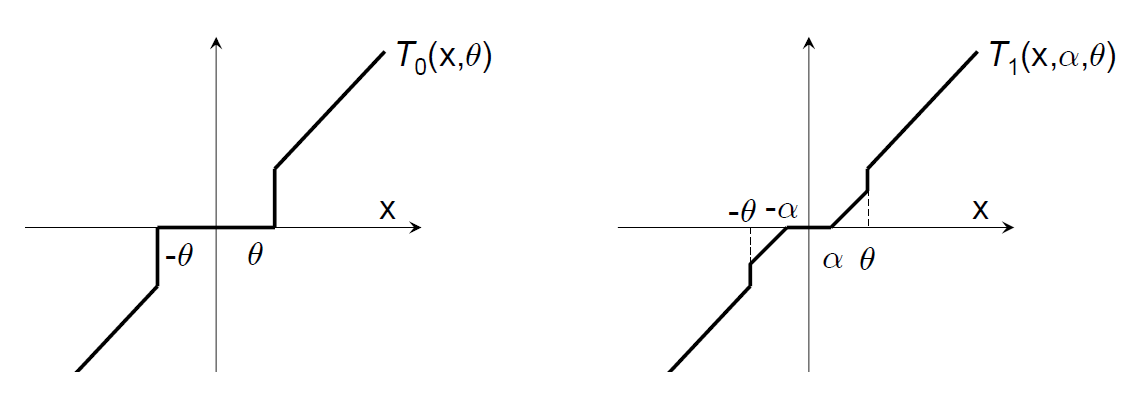 T₀(x,θ)
x
-θ
θ
T₁(x,α,θ)
-θ -α
x
α θ